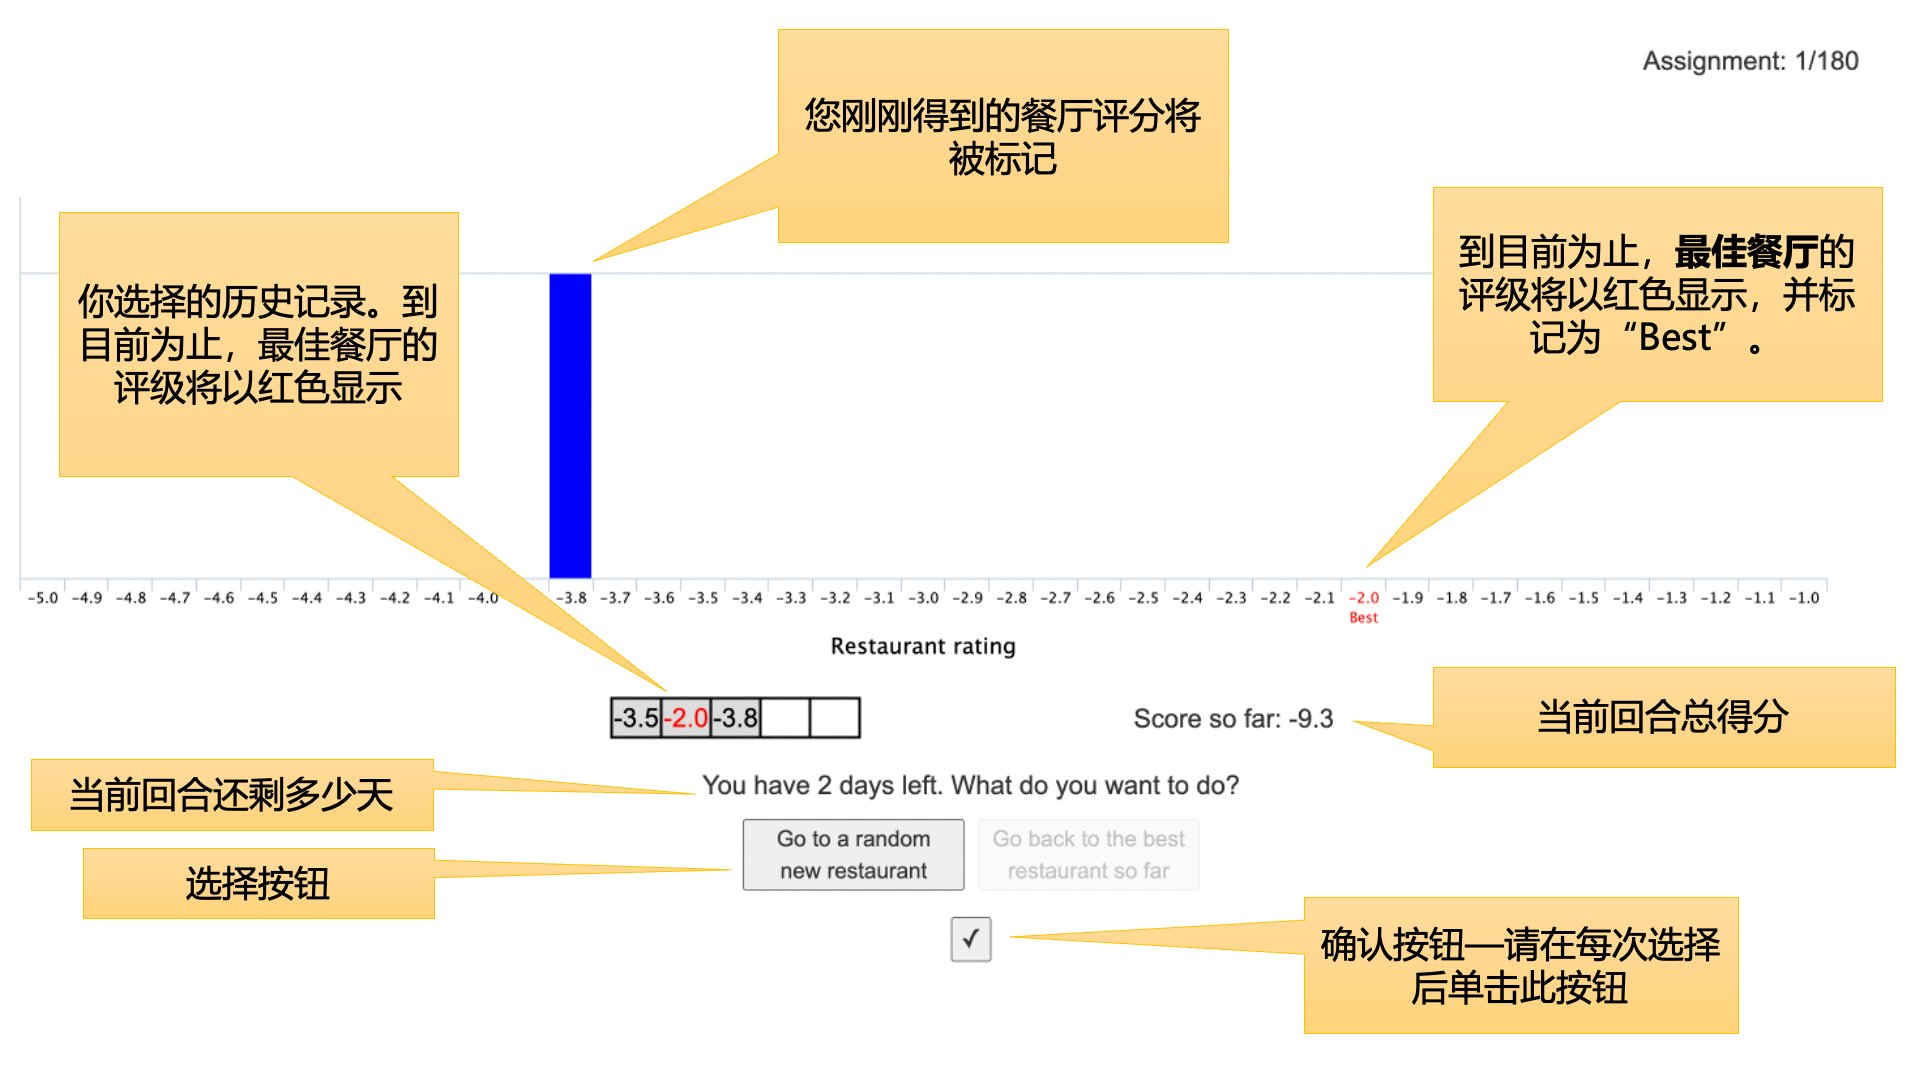 Assignment: 1/180
您刚刚得到的餐厅评分将
被标记
到目前为止，最佳餐厅的
评级将以红色显示，并标
记为“Best”。
你选择的历史记录。到
目前为止，最佳餐厅的
评级将以红色显示
-5.0 -4.9 -4.8 -4.7 -4.6 -4.5 -4.4 -4.3 -4.2 -4.1 -4.0 -3.8 -3.7 -3.6 -3.5 -3.4 -3.3 -3.2 -3.1 -3.0 -2.9 -2.8 -2.7 -2.6 -2.5 -2.4 -2.3 -2.2 -2.1 -2.0 -1.9 -1.8 -1.7 -1.6 -1.5 -1.4 -1.3 -1.2 -1.1 -1.0
Best
Restaurant rating
-3.5 -2.0 -3.8
Score so far: -9.3
当前回合总得分
当前回合还剩多少天
You have 2 days left. What do you want to do?
选择按钮
Go to a random
new restaurant
Go back to the best
restaurant so far
✓
确认按钮—请在每次选择
后单击此按钮